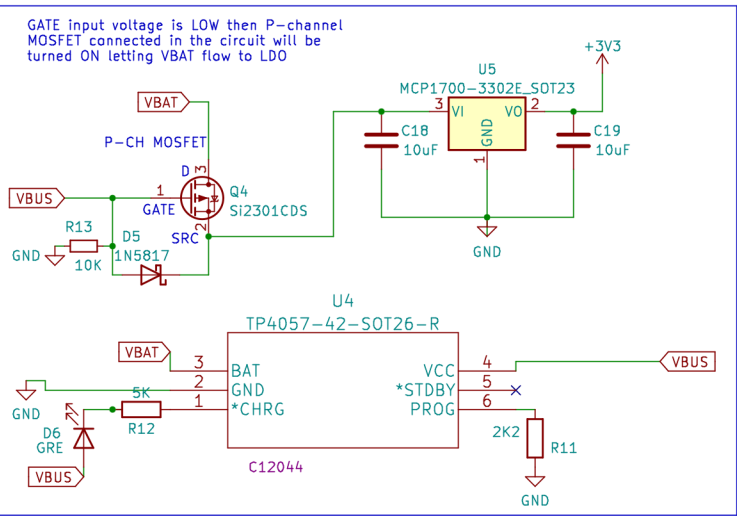 GATE input voltage is LOW then P-channel
MOSFET connected in the circuit will be
turned ON letting VBAT flow to LDO
+3V3
U5
MCP1700-3302E_SOT23
VBAT
3 VI VO 2
GND
1
C18
10uF
C19
10uF
P-CH MOSFET
D 3
VBUS
1
GATE
Q4
Si2301CDS
2
SRC
R13
10K
GND
D5
1N5817
GND
U4
TP4057-42-SOT26-R
VBAT
3 BAT
2 GND
1 *CHRG
VCC 4
*STDBY 5
PROG 6
VBUS
GND
5K
R12
D6
GRE
VBUS
2K2
R11
GND
C12044